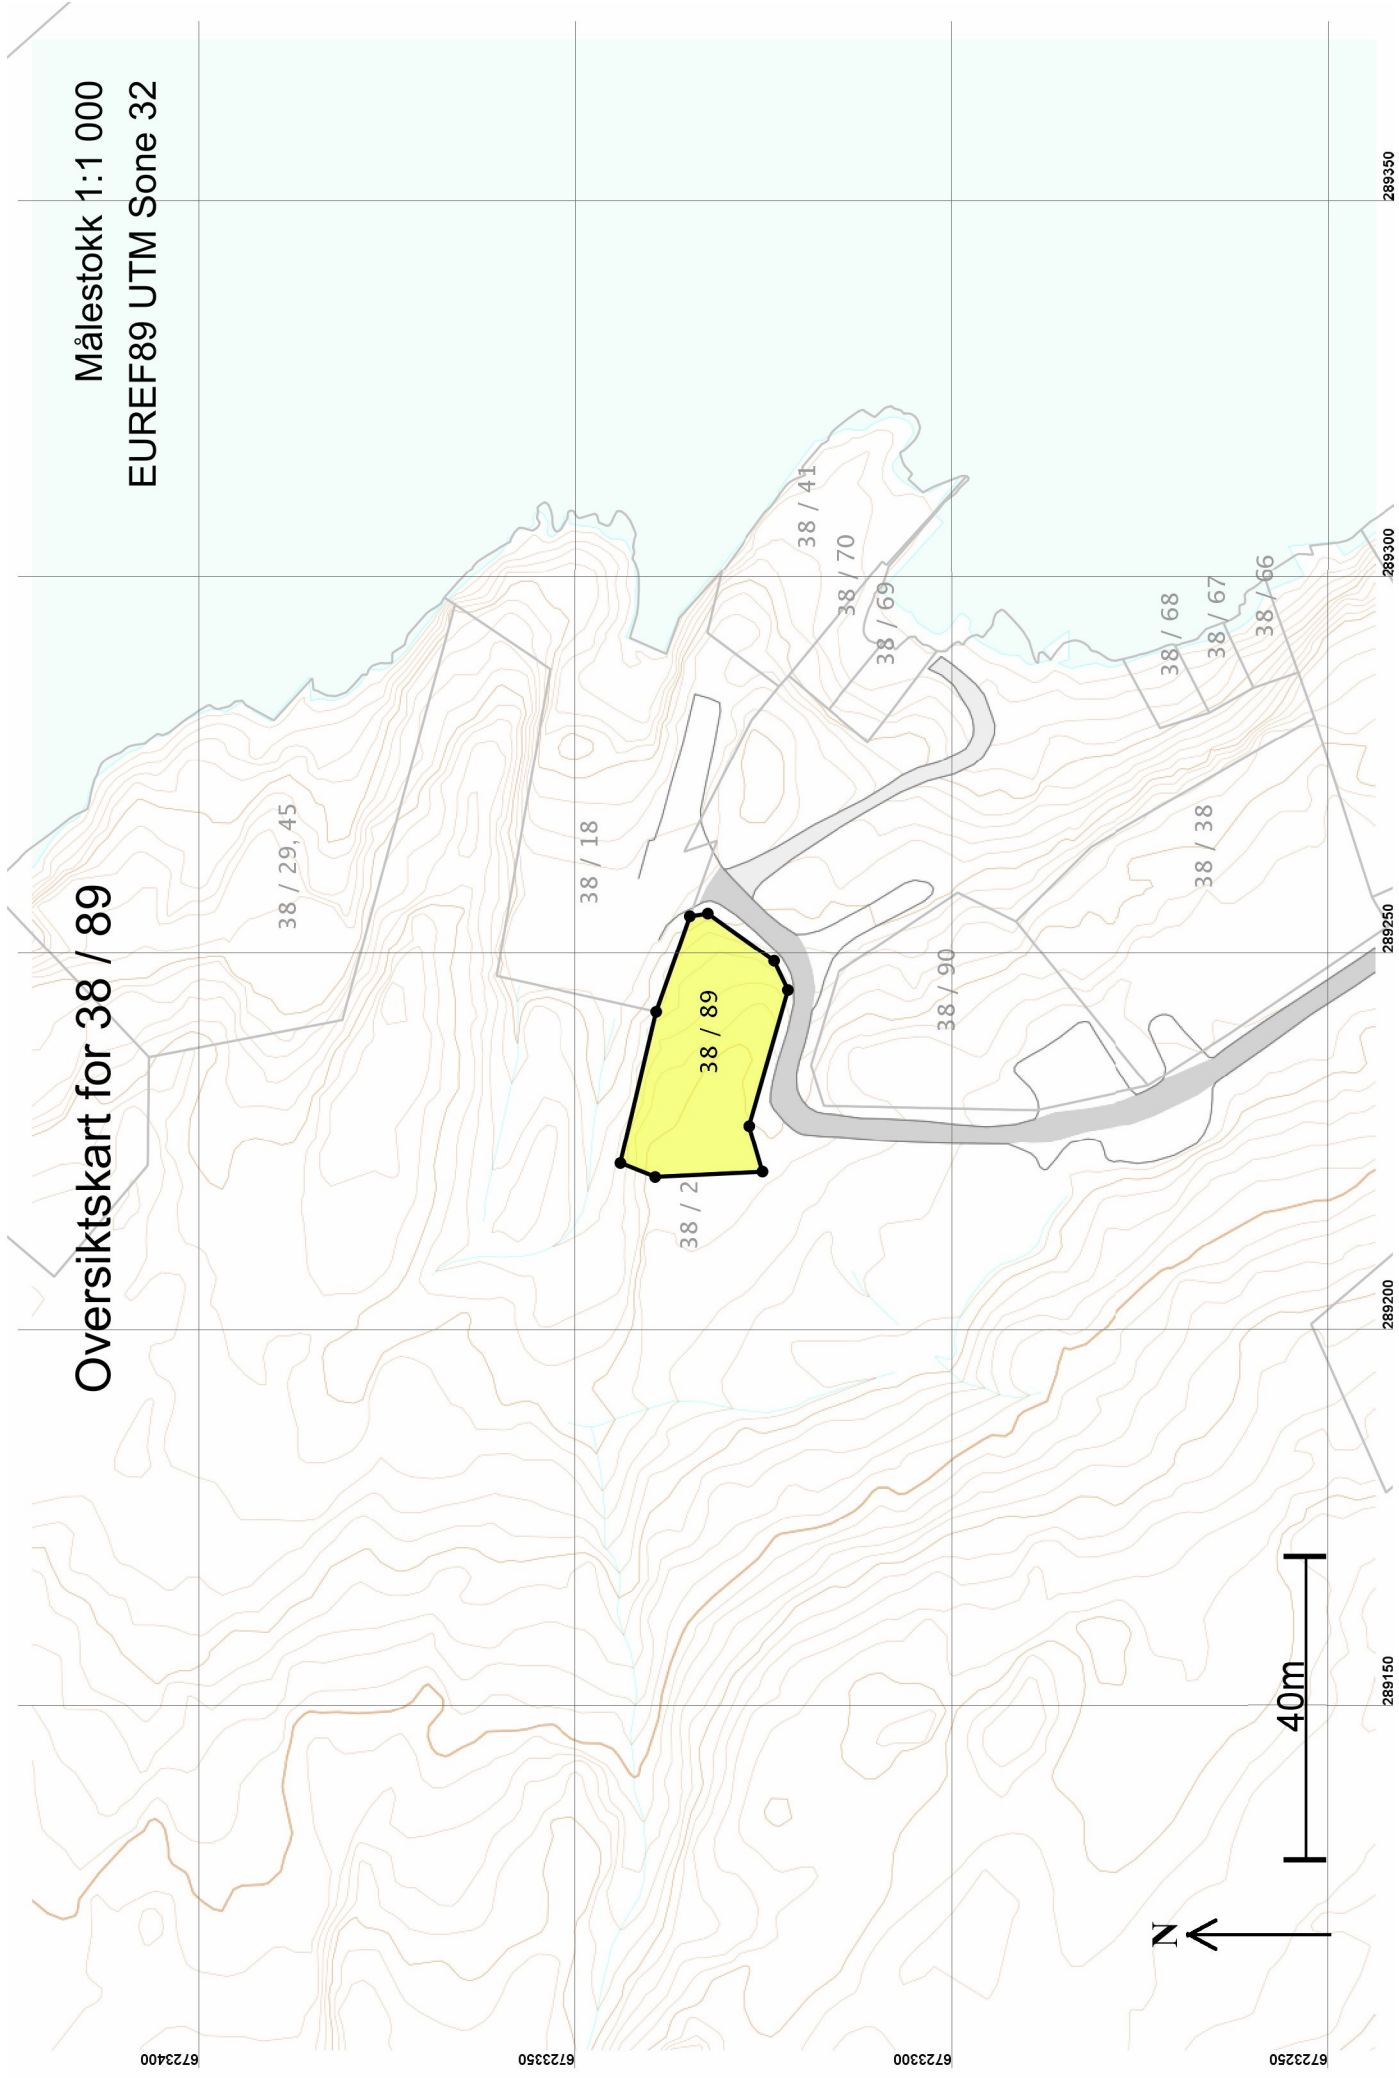 Oversiktskart for 38 / 89
Målestokk 1:1 000
EUREF89 UTM Sone 32
38 / 29, 45
38 / 18
38 / 41
38 / 70
38 / 69
38 / 68
38 / 67
38 / 66
38 / 38
38 / 90
38 / 89
38 / 2
N
40m
6723400
6723350
6723300
6723250
289150
289200
289250
289300
289350